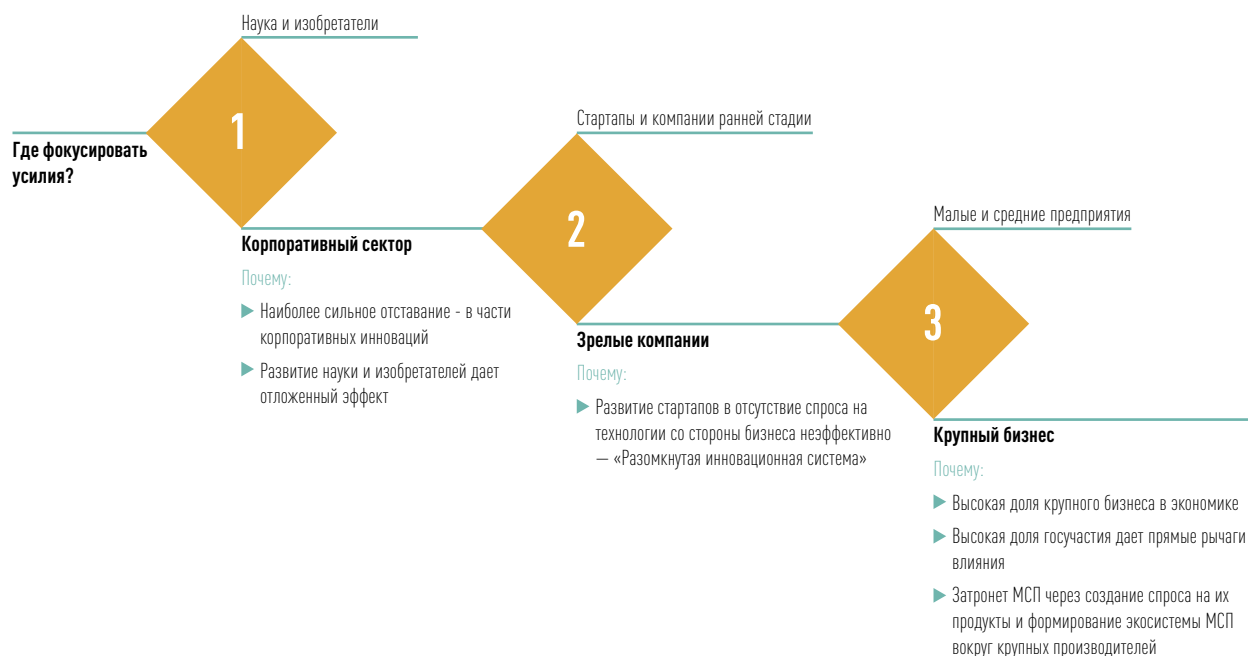 Наука и изобретатели
1
Где фокусировать
усилия?
Корпоративный сектор
Почему:
Наиболее сильное отставание - в части
корпоративных инноваций
Развитие науки и изобретателей дает
отложенный эффект
Стартапы и компании ранней стадии
2
Зрелые компании
Почему:
Развитие стартапов в отсутствие спроса на
технологии со стороны бизнеса неэффективно
— «Разомкнутая инновационная система»
Малые и средние предприятия
3
Крупный бизнес
Почему:
Высокая доля крупного бизнеса в экономике
Высокая доля госучастия дает прямые рычаги
влияния
Затронет МСП через создание спроса на их
продукты и формирование экосистемы МСП
вокруг крупных производителей